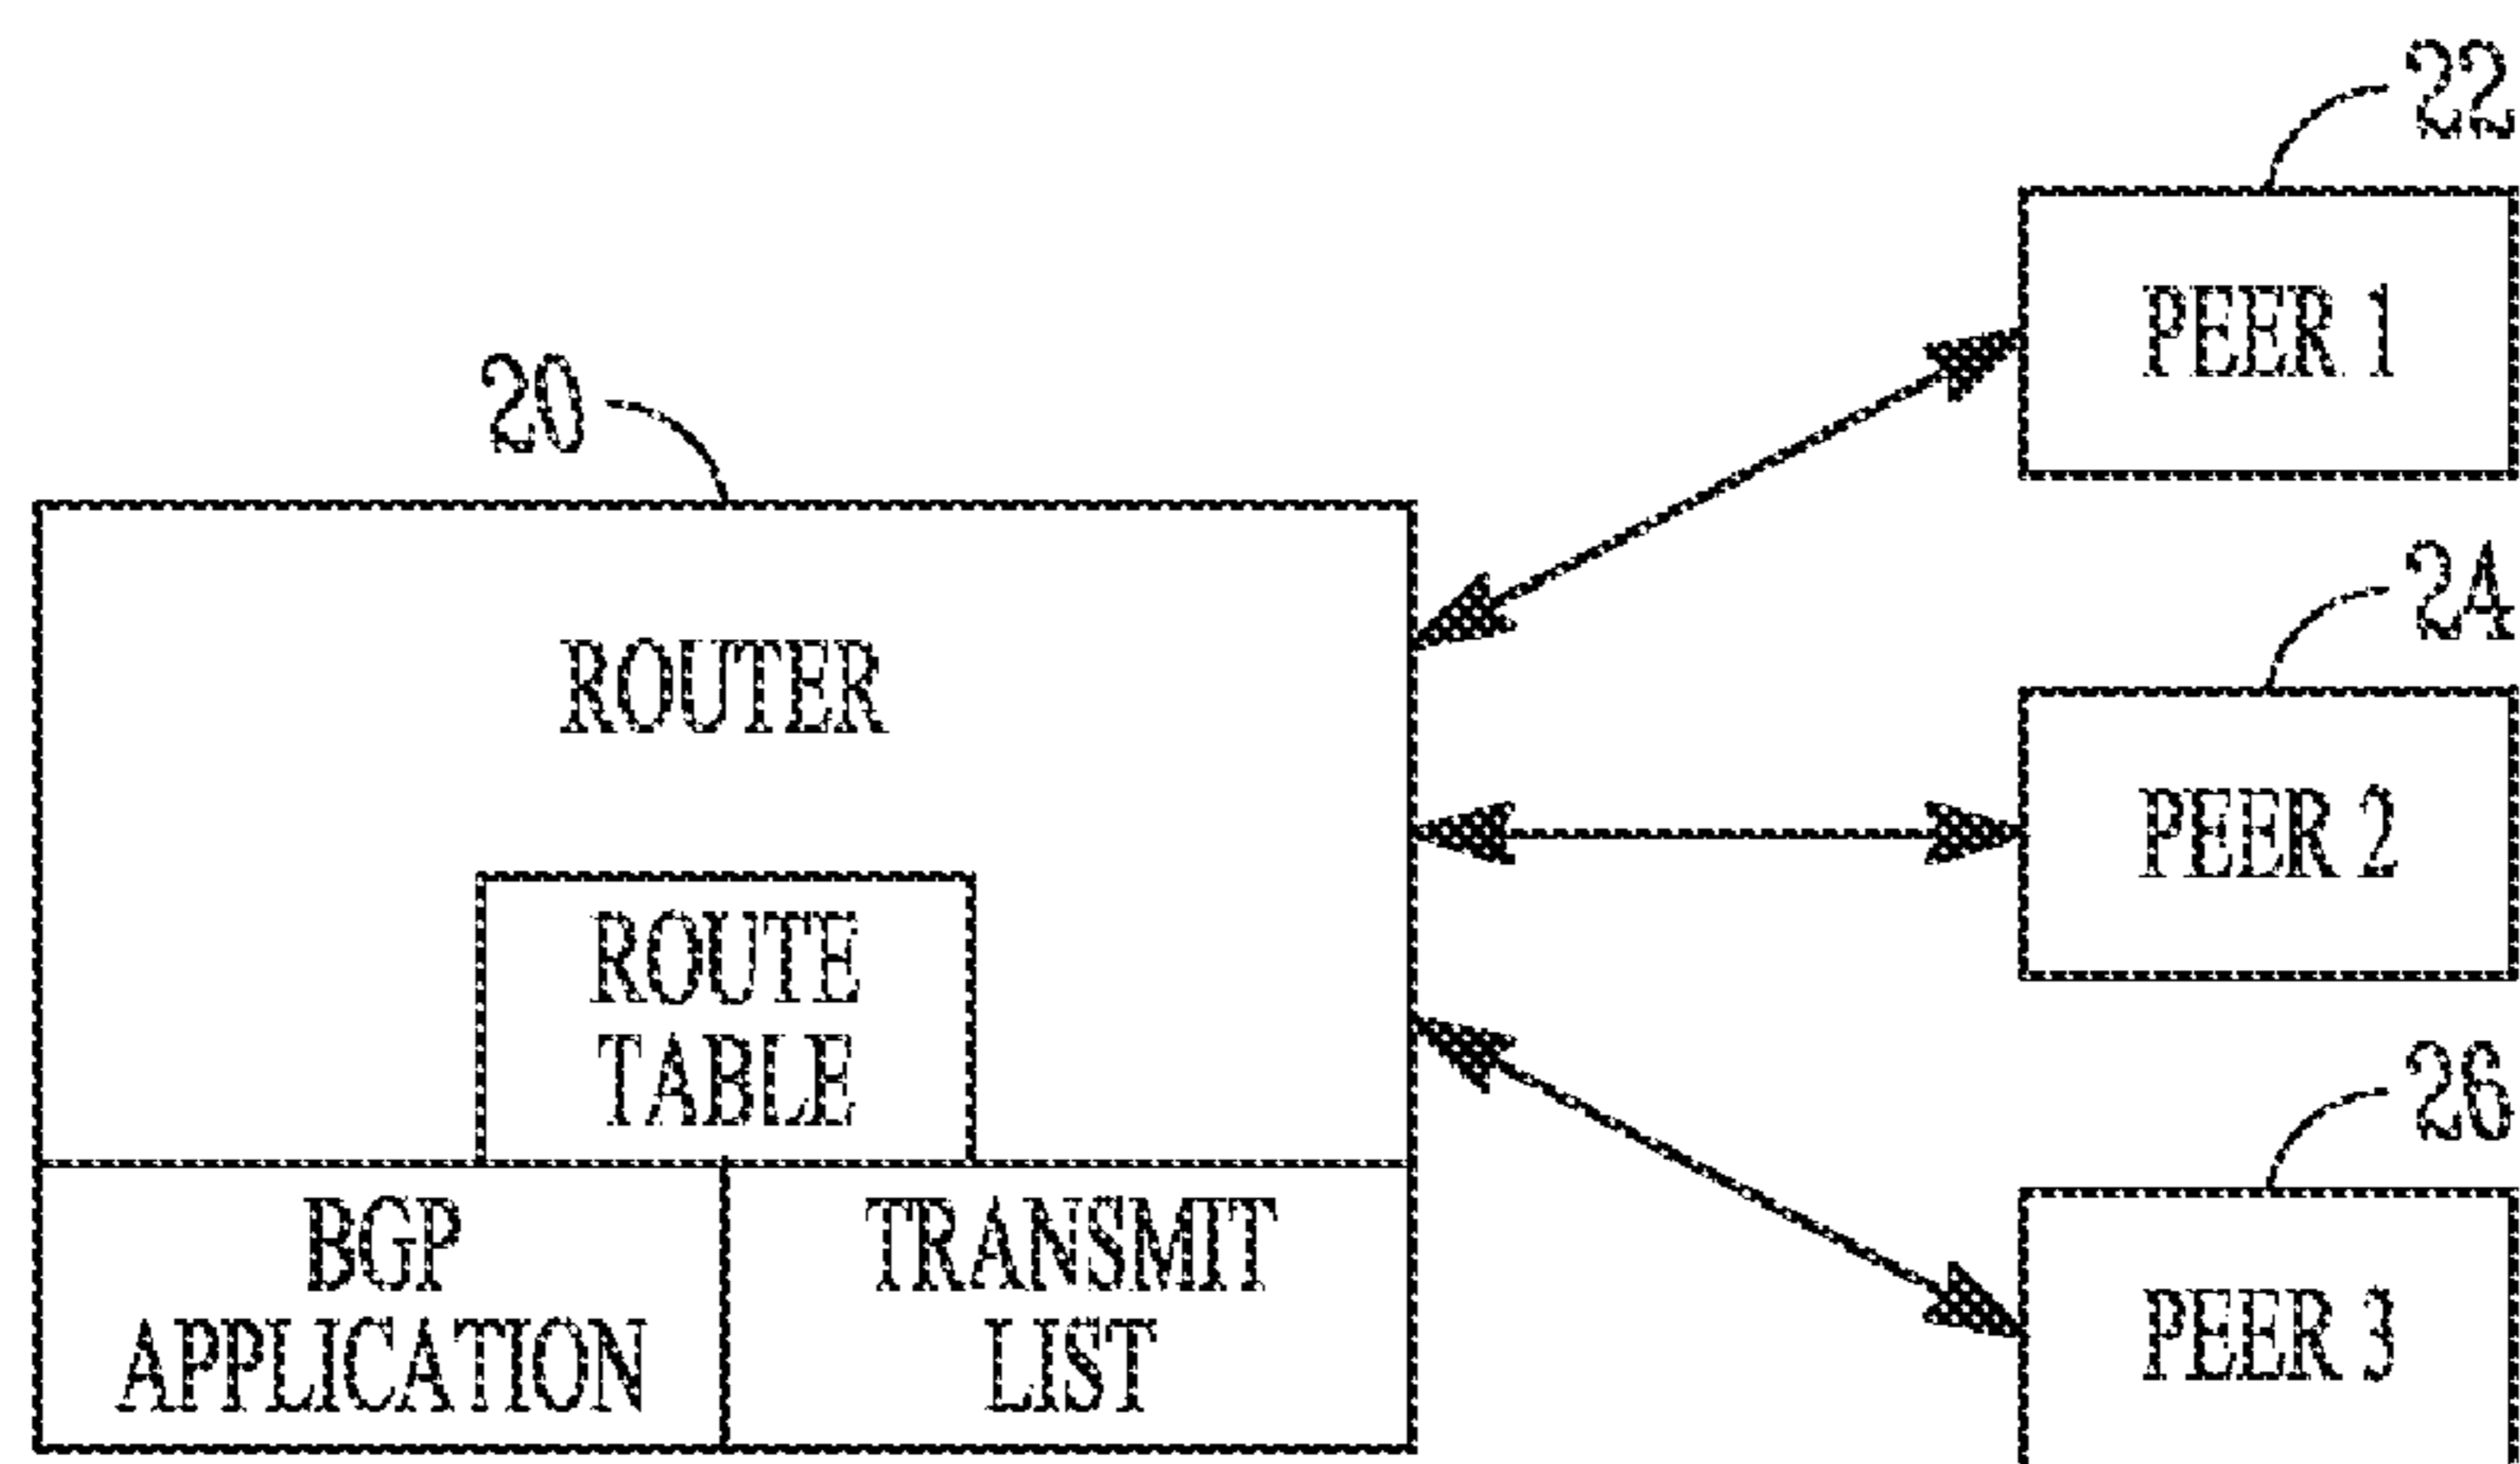 22
PEER 1
20
24
ROUTER
PEER 2
ROUTE
TABLE
26
BGP
APPLICATION
TRANSMIT
LIST
PEER 3